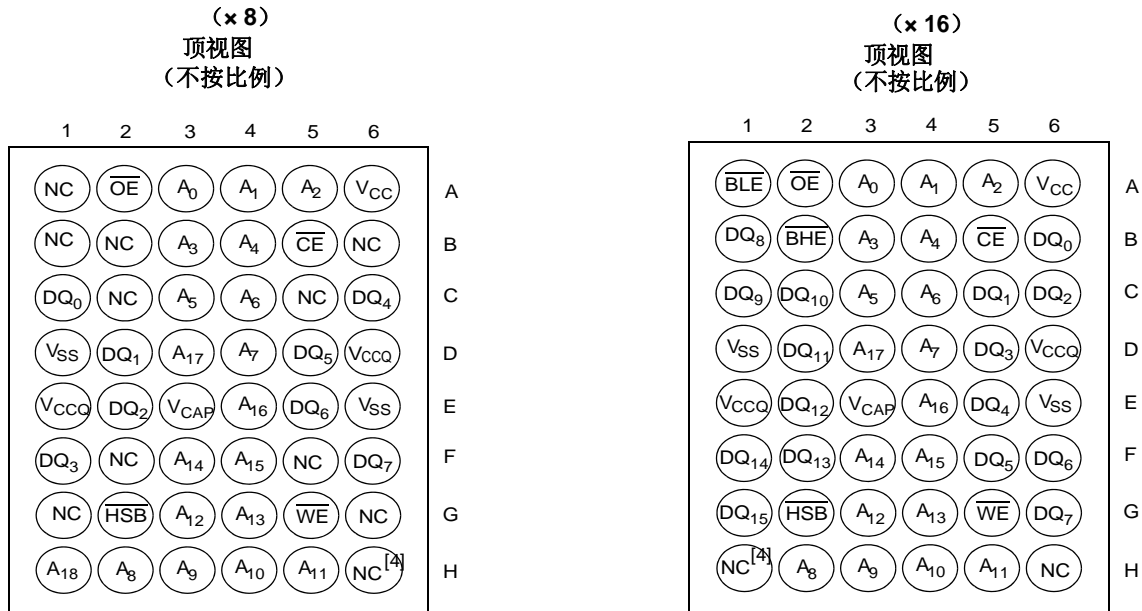 （× 8）
顶视图
（不按比例）
1 2 3 4 5 6
NC OE A0 A1 A2 VCC A
NC NC A3 A4 CE NC B
DQ0 NC A5 A6 NC DQ4 C
VSS DQ1 A17 A7 DQ5 VCCQ D
VCCQ DQ2 VCAP A16 DQ6 VSS E
DQ3 NC A14 A15 NC DQ7 F
NC HSB A12 A13 WE NC G
A18 A8 A9 A10 A11 NC[4] H
（× 16）
顶视图
（不按比例）
1 2 3 4 5 6
BLE OE A0 A1 A2 VCC A
DQ8 BHE A3 A4 CE DQ0 B
DQ9 DQ10 A5 A6 DQ1 DQ2 C
VSS DQ11 A17 A7 DQ3 VCCQ D
VCCQ DQ12 VCAP A16 DQ4 VSS E
DQ14 DQ13 A14 A15 DQ5 DQ6 F
DQ15 HSB A12 A13 WE DQ7 G
NC[4] A8 A9 A10 A11 NC H